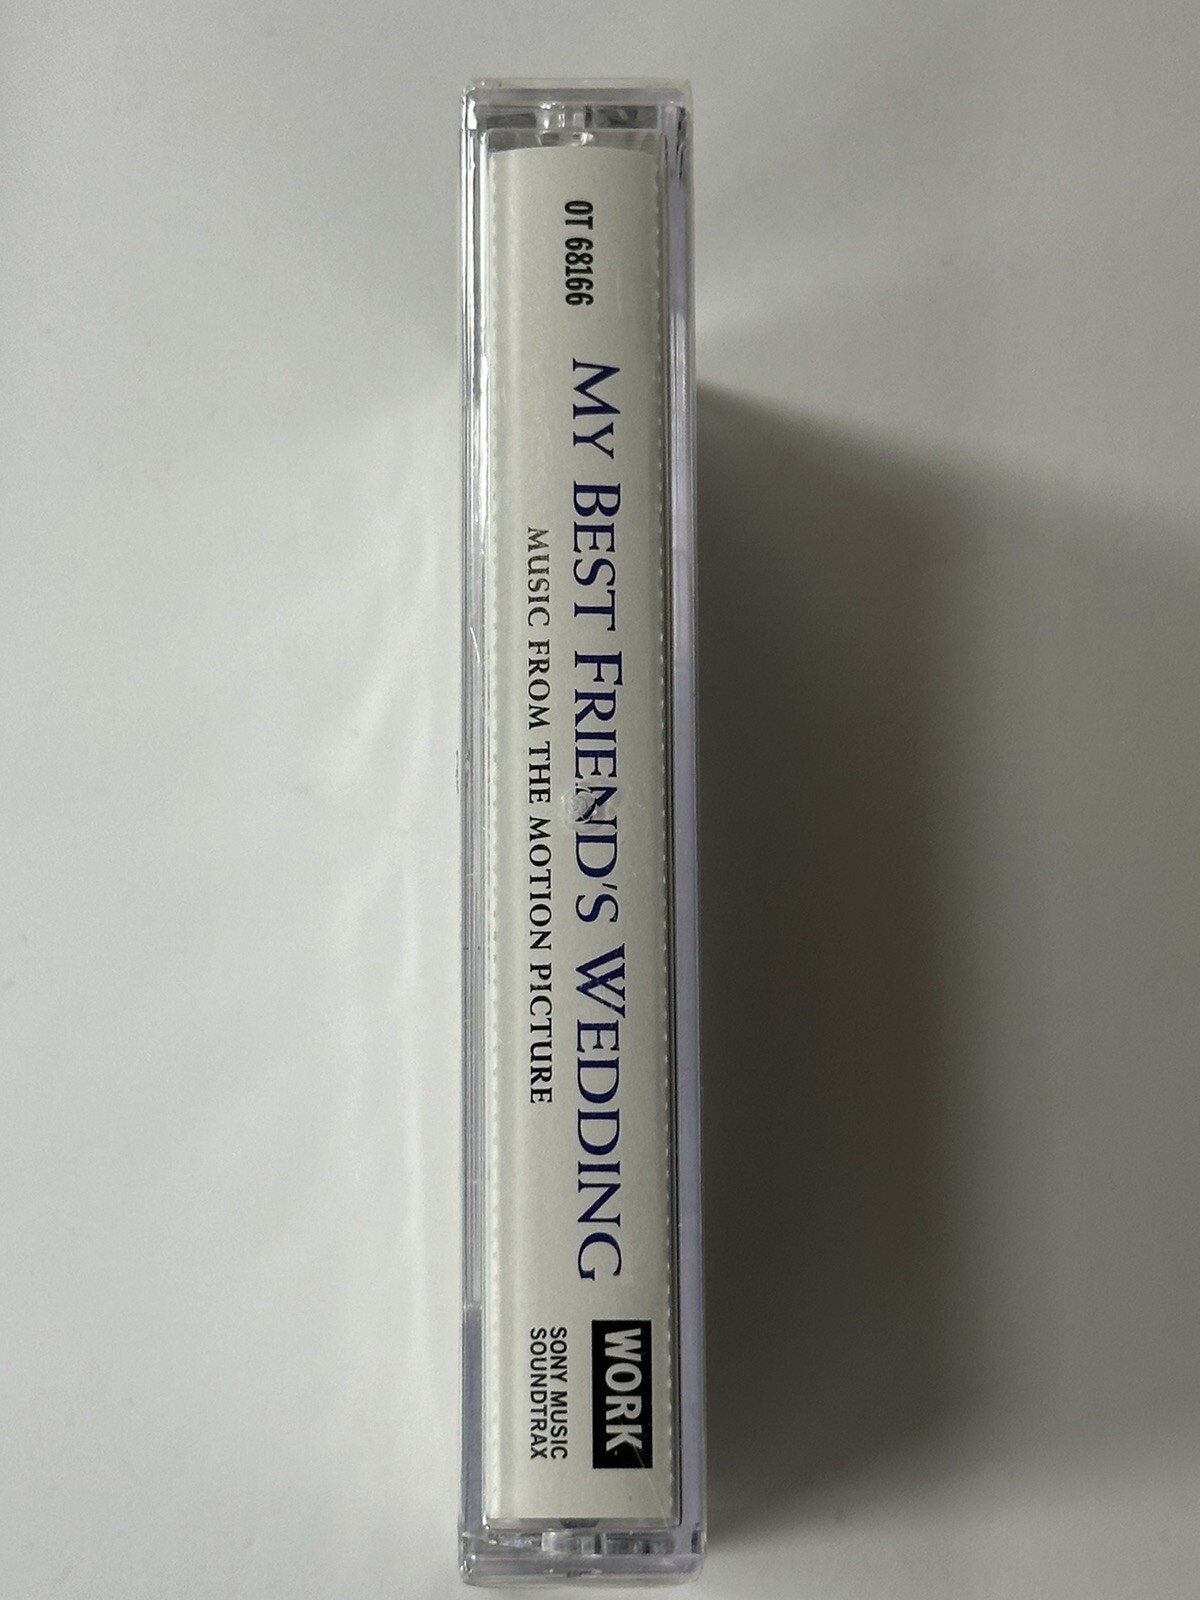 OT 68166
MY BEST FRIEND'S WEDDING
MUSIC FROM THE MOTION PICTURE
WORK
SONY MUSIC
SOUNDTRAX